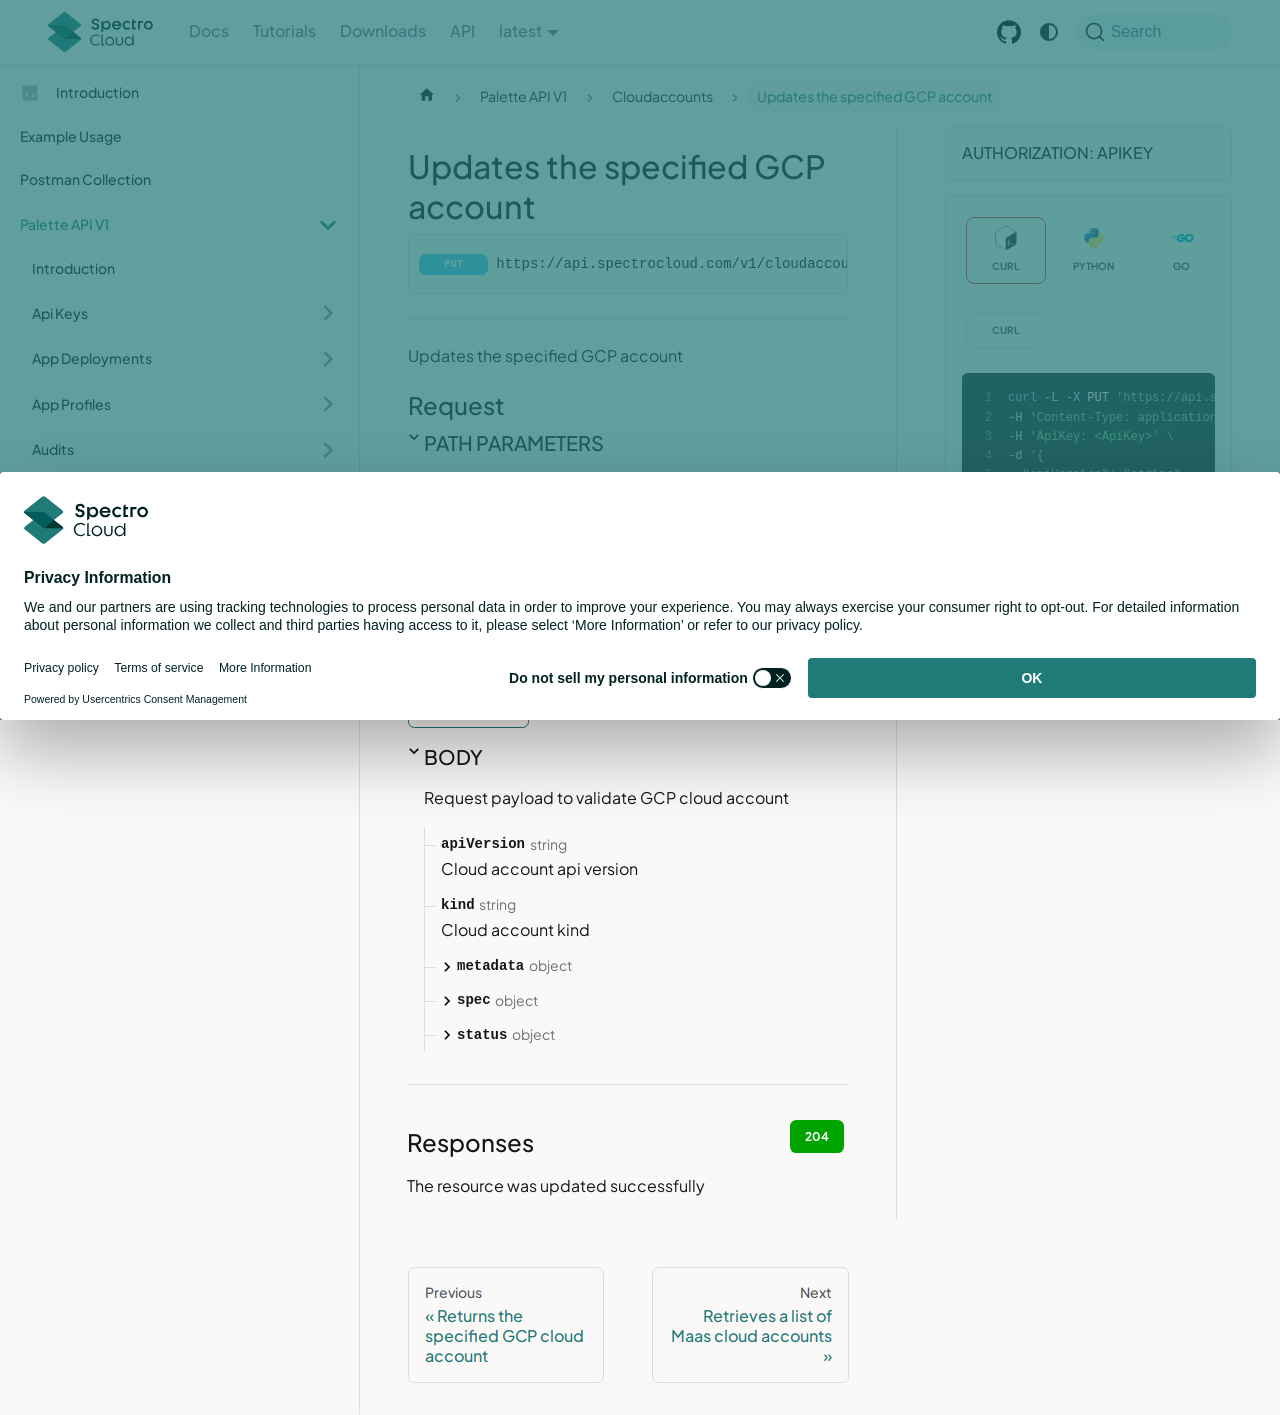 Spectro Cloud
Docs Tutorials Downloads API latest
Search
Introduction
Example Usage
Postman Collection
Palette API V1
Introduction
Api Keys
App Deployments
App Profiles
Audits
Palette API V1 Cloudaccounts Updates the specified GCP account
Updates the specified GCP
account
PUT https://api.spectrocloud.com/v1/cloudaccou
Updates the specified GCP account
Request
PATH PARAMETERS
AUTHORIZATION: APIKEY
CURL PYTHON GO
CURL
1 curl -L -X PUT 'https://api.s
2 -H 'Content-Type: application
3 -H 'ApiKey: <ApiKey>' \
4 -d '{
Spectro
Cloud
Privacy Information
We and our partners are using tracking technologies to process personal data in order to improve your experience. You may always exercise your consumer right to opt-out. For detailed information
about personal information we collect and third parties having access to it, please select ‘More Information’ or refer to our privacy policy.
Privacy policy Terms of service More Information
Powered by Usercentrics Consent Management
Do not sell my personal information
OK
BODY
Request payload to validate GCP cloud account
apiVersion string
Cloud account api version
kind string
Cloud account kind
metadata object
spec object
status object
Responses
204
The resource was updated successfully
Previous
« Returns the
specified GCP cloud
account
Next
Retrieves a list of
Maas cloud accounts
»